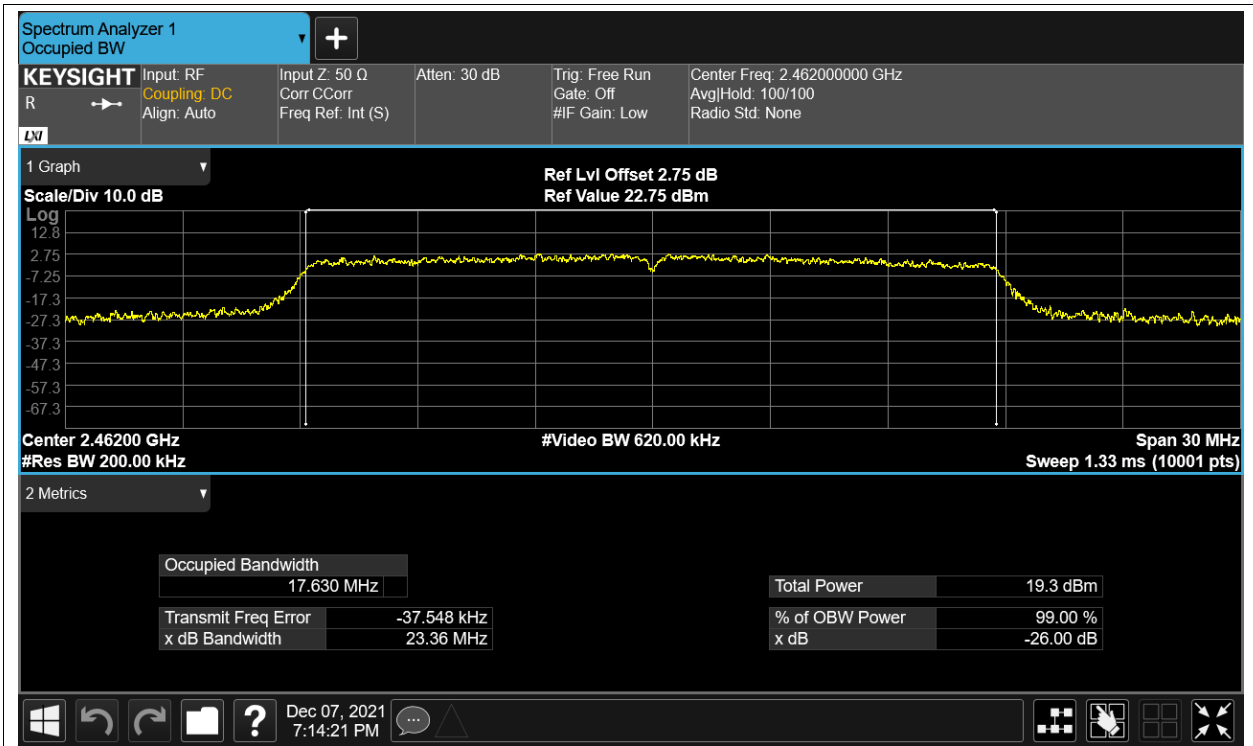 Spectrum Analyzer 1
Occupied BW
KEYSIGHT
R
LXI
Input: RF
Coupling: DC
Align: Auto
Input Z: 50 Ω
Corr CCorr
Freq Ref: Int (S)
Atten: 30 dB
Trig: Free Run
Gate: Off
#IF Gain: Low
Center Freq: 2.462000000 GHz
Avg|Hold: 100/100
Radio Std: None
1 Graph
Scale/Div 10.0 dB
Ref Lvl Offset 2.75 dB
Ref Value 22.75 dBm
Log
12.8
2.75
-7.25
-17.3
-27.3
-37.3
-47.3
-57.3
-67.3
Center 2.46200 GHz
#Video BW 620.00 kHz
Span 30 MHz
#Res BW 200.00 kHz
Sweep 1.33 ms (10001 pts)
2 Metrics
Occupied Bandwidth
17.630 MHz
Total Power 19.3 dBm
Transmit Freq Error -37.548 kHz
% of OBW Power 99.00 %
x dB Bandwidth 23.36 MHz
x dB -26.00 dB
?
Dec 07, 2021
7:14:21 PM